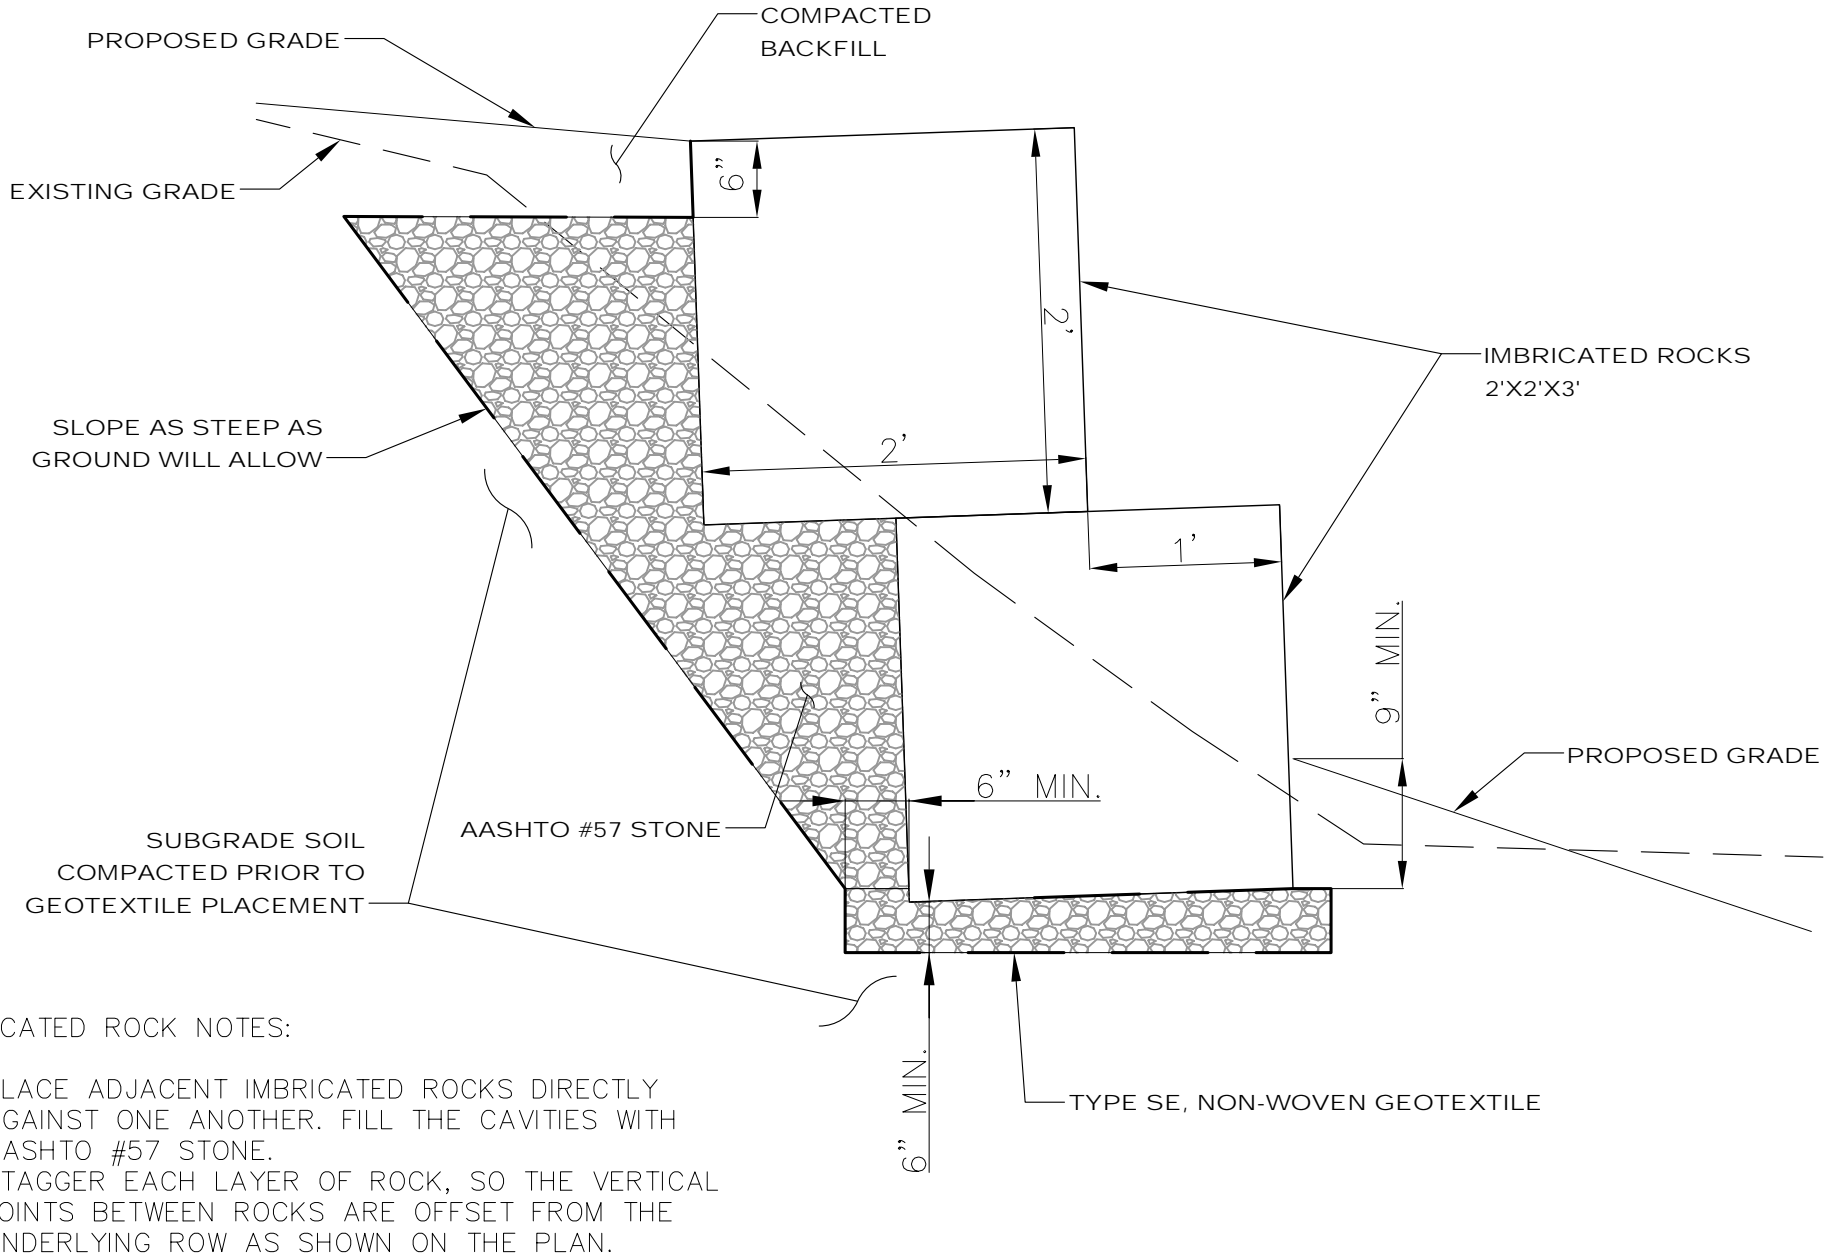 COMPACTED
BACKFILL
PROPOSED GRADE
EXISTING GRADE
6"
2'
2'
IMBRICATED ROCKS
2'X2'X3'
SLOPE AS STEEP AS
GROUND WILL ALLOW
1'
9" MIN.
PROPOSED GRADE
6" MIN.
AASHTO #57 STONE
SUBGRADE SOIL
COMPACTED PRIOR TO
GEOTEXTILE PLACEMENT
6" MIN.
TYPE SE, NON-WOVEN GEOTEXTILE
CATED ROCK NOTES:
LACE ADJACENT IMBRICATED ROCKS DIRECTLY
GAINST ONE ANOTHER. FILL THE CAVITIES WITH
ASHTO #57 STONE.
TAGGER EACH LAYER OF ROCK, SO THE VERTICAL
OINTS BETWEEN ROCKS ARE OFFSET FROM THE
NDERLYING ROW AS SHOWN ON THE PLAN.